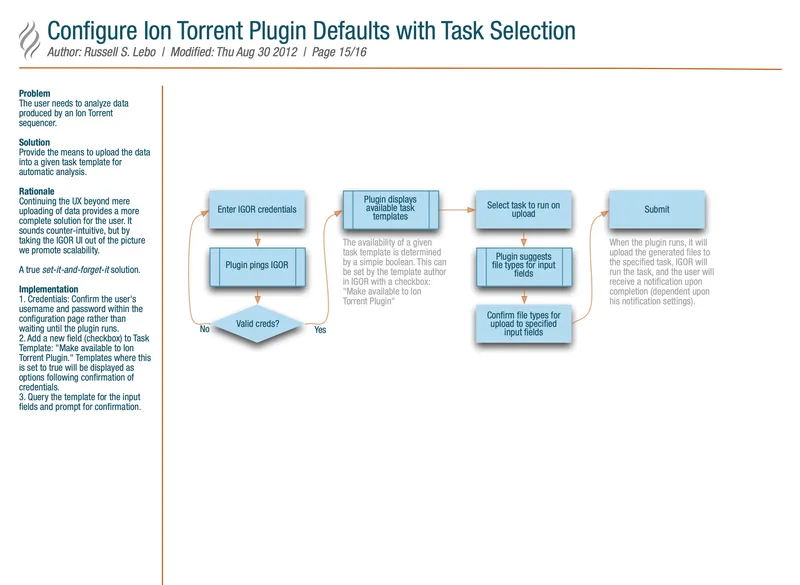 Configure Ion Torrent Plugin Defaults with Task Selection
Author: Russell S. Lebo | Modified: Thu Aug 30 2012 | Page 15/16
Problem
The user needs to analyze data
produced by an Ion Torrent
sequencer.
Solution
Provide the means to upload the data
into a given task template for
automatic analysis.
Rationale
Continuing the UX beyond mere
uploading of data provides a more
complete solution for the user. It
sounds counter-intuitive, but by
taking the IGOR UI out of the picture
we promote scalability.
A true set-it-and-forget-it solution.
Implementation
1. Credentials: Confirm the user's
username and password within the
configuration page rather than
waiting until the plugin runs.
2. Add a new field (checkbox) to Task
Template: "Make available to Ion
Torrent Plugin." Templates where this
is set to true will be displayed as
options following confirmation of
credentials.
3. Query the template for the input
fields and prompt for confirmation.
Enter IGOR credentials
Plugin pings IGOR
Valid creds?
No
Yes
Plugin displays
available task
templates
The availability of a given
task template is determined
by a simple boolean. This can
be set by the template author
in IGOR with a checkbox:
"Make available to Ion
Torrent Plugin"
Select task to run on
upload
Plugin suggests
file types for input
fields
Confirm file types for
upload to specified
input fields
Submit
When the plugin runs, it will
upload the generated files to
the specified task, IGOR will
run the task, and the user will
receive a notification upon
completion (dependent upon
his notification settings).